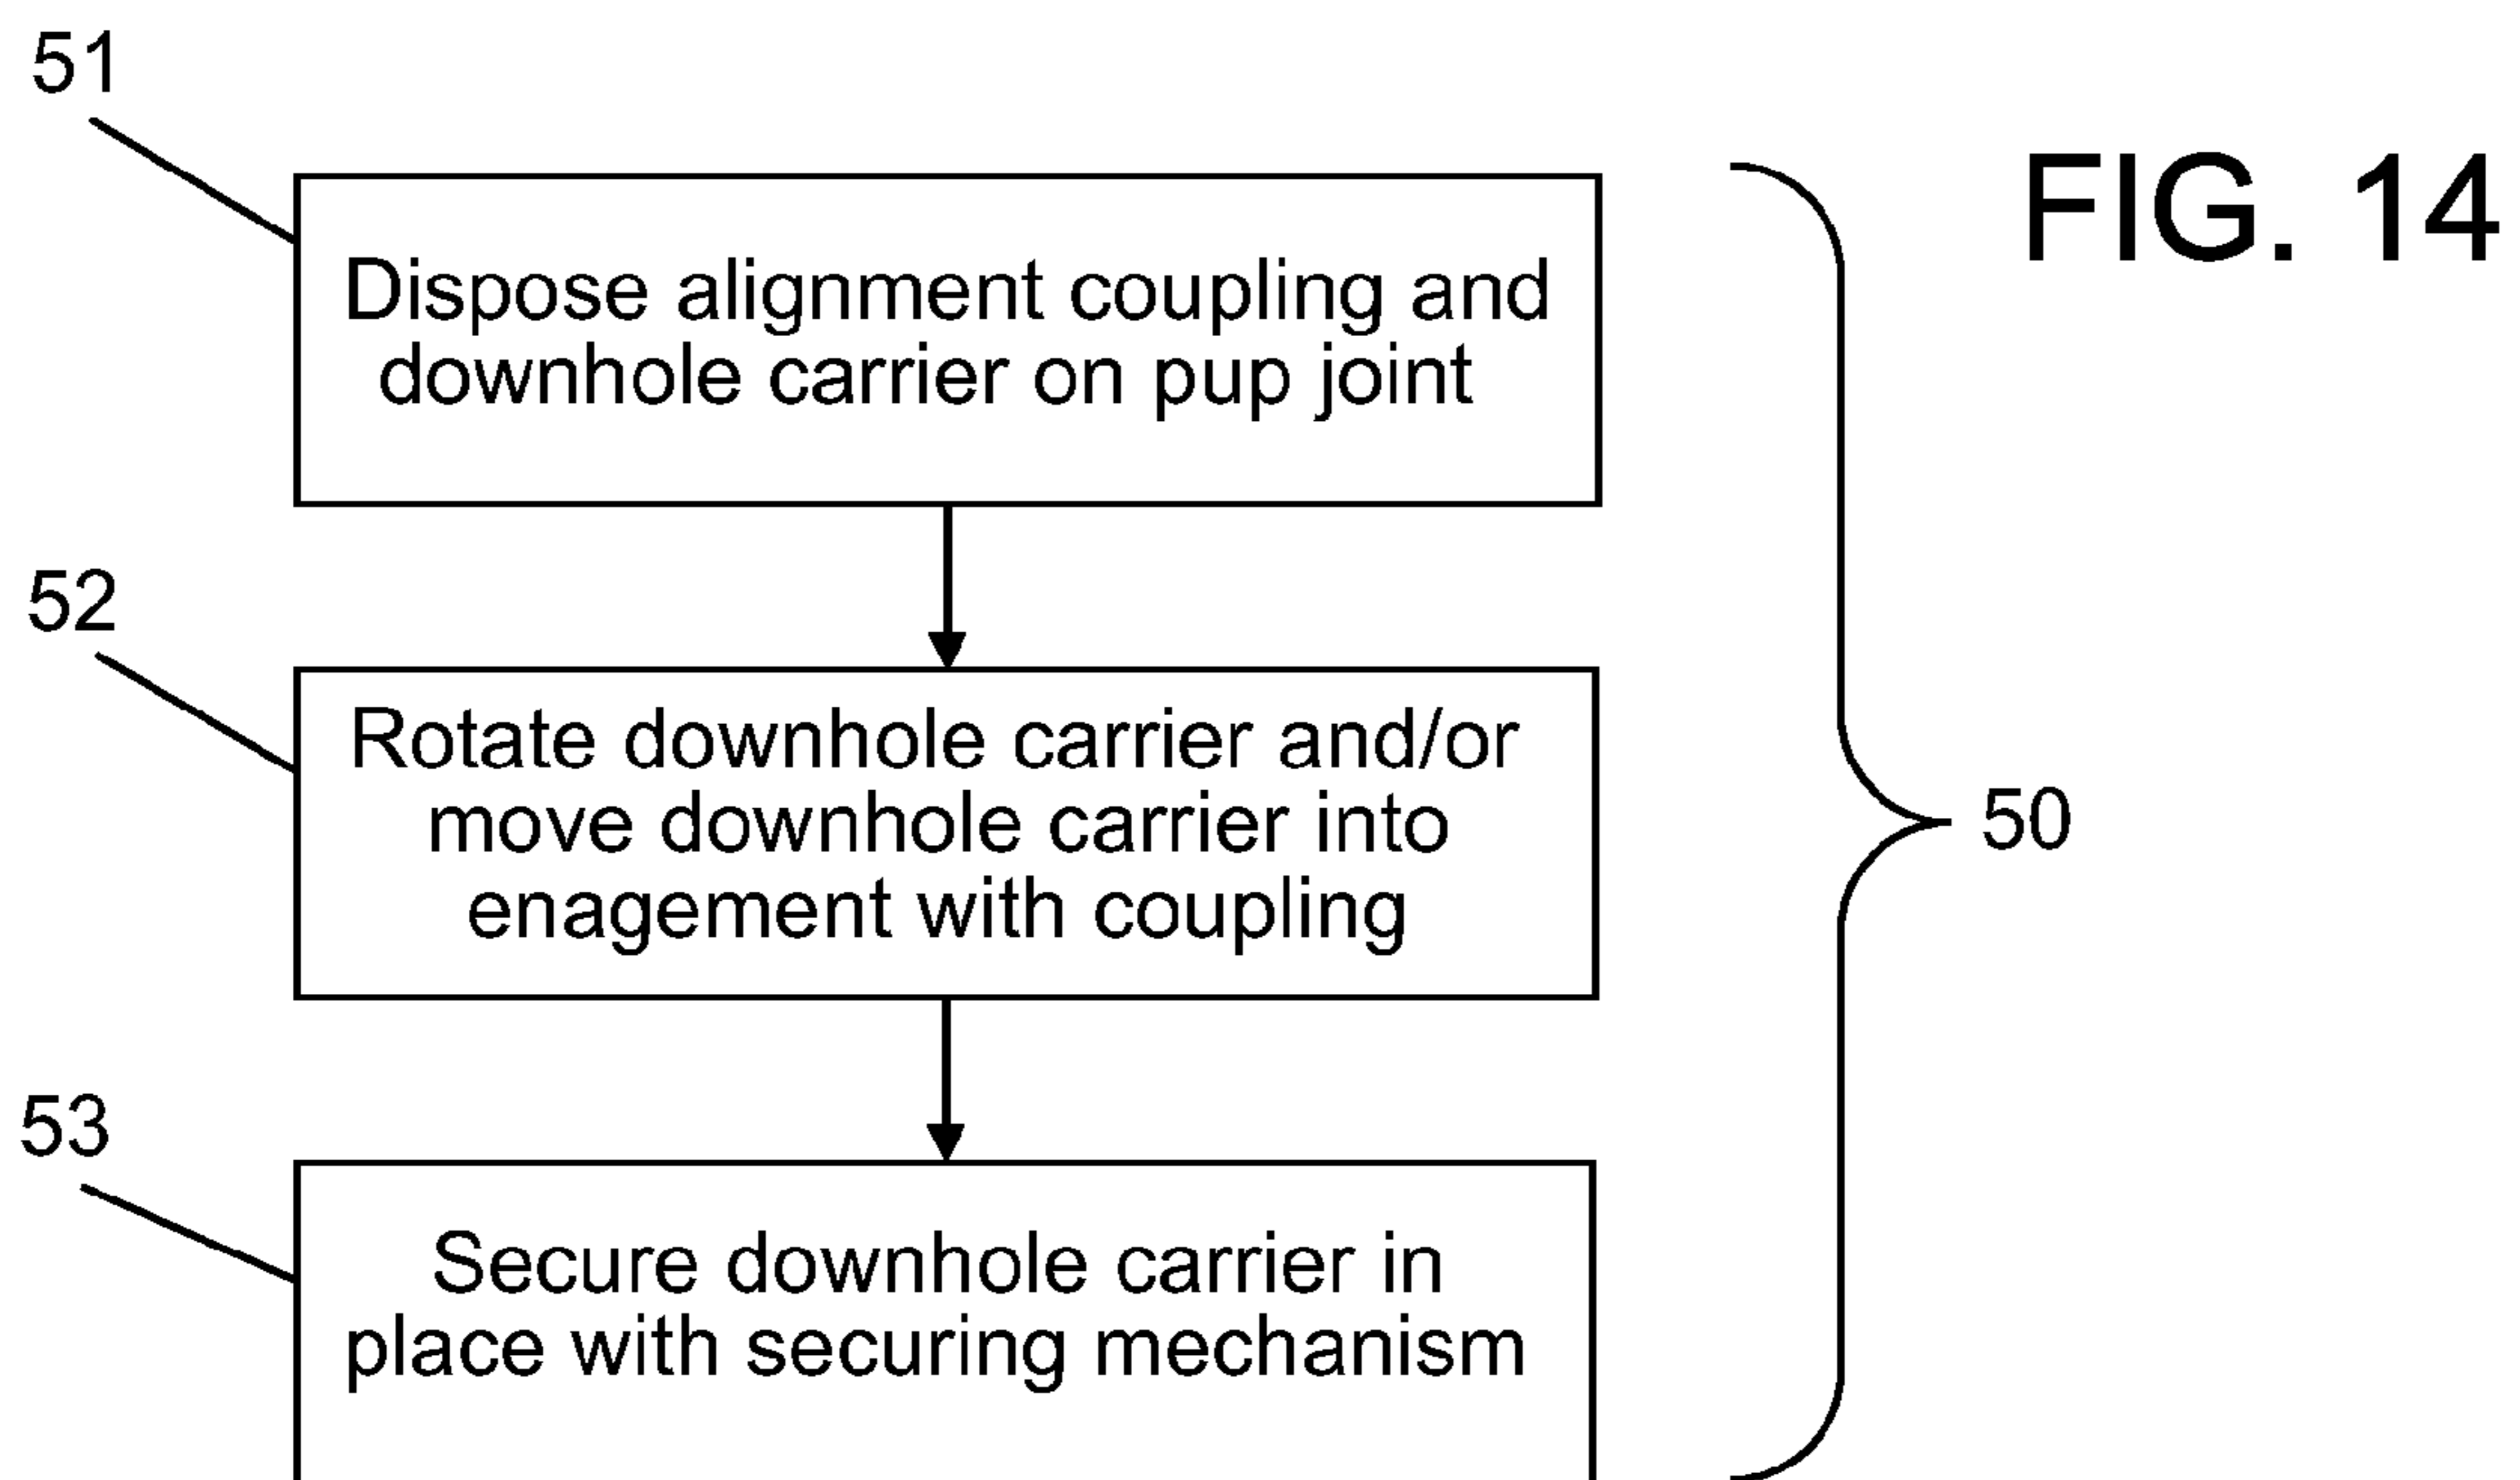 51
FIG. 14
Dispose alignment coupling and
downhole carrier on pup joint
52
Rotate downhole carrier and/or
move downhole carrier into
enagement with coupling
50
53
Secure downhole carrier in
place with securing mechanism